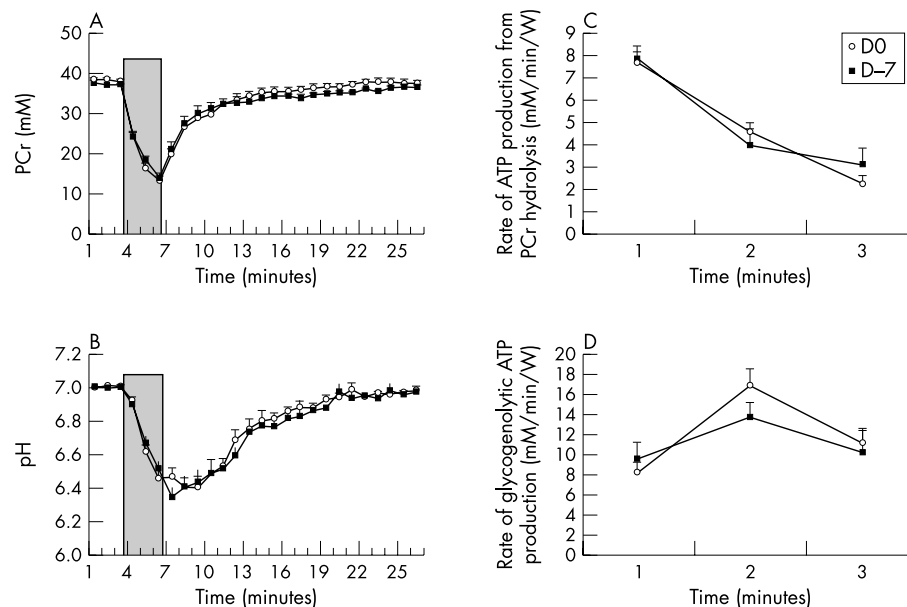 A
50
40
30
20
10
0
PCr (mM)
1 4 7 10 13 16 19 22 25
Time (minutes)
B
7.2
7.0
6.8
6.6
6.4
6.2
6.0
pH
1 4 7 10 13 16 19 22 25
Time (minutes)
C
9
8
7
6
5
4
3
2
1
0
Rate of ATP production from
PCr hydrolysis (mM/min/W)
1 2 3
Time (minutes)
D0
D–7
D
20
18
16
14
12
10
8
6
4
2
0
Rate of glycogenolytic ATP
production (mM/min/W)
1 2 3
Time (minutes)